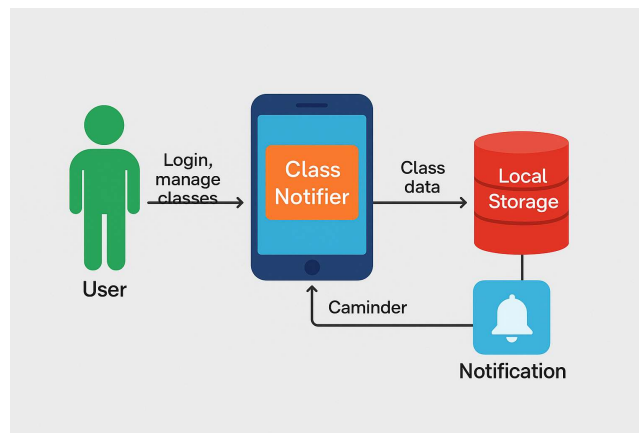 Login,
manage
classes
User
Class
Notifier
Class
data
Local
Storage
Caminder
Notification